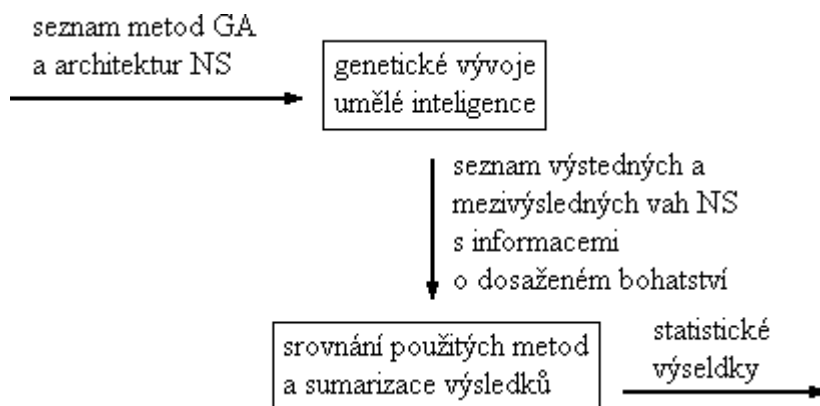 seznam metod GA
a architektur NS
genetické vývoje
umělé inteligence
seznam výstedných a
mezivýsledných vah NS
s informacemi
o dosaženém bohatství
srovnání použitých metod
a sumarizace výsledků
statistické
výseldky